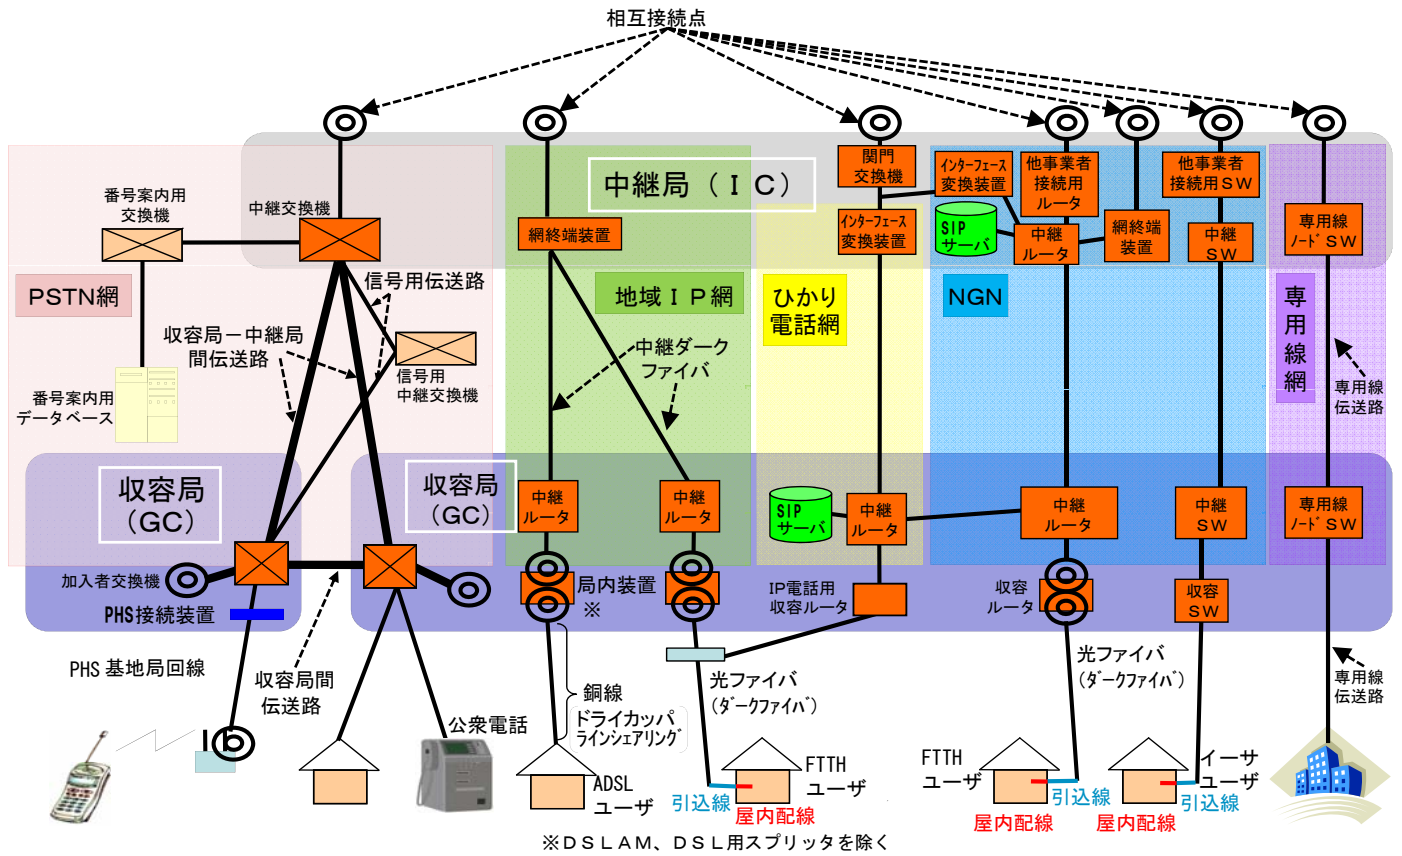 相互接続点
番号案内用
交換機
中継交換機
中継局（ＩＣ）
関門
交換機
インターフェース
変換装置
他事業者
接続用
ルータ
他事業者
接続用ＳＷ
網終端装置
インターフェース
変換装置
SIP
サーバ
中継
ルータ
網終端
装置
中継
ＳＷ
専用線
ノードＳＷ
PSTN網
信号用伝送路
地域ＩＰ網
ひかり
電話網
NGN
専用線網
収容局－中継局
間伝送路
中継ダーク
ファイバ
信号用
中継交換機
番号案内用
データベース
専用線
伝送路
収容局
（GC）
収容局
（GC）
中継
ルータ
中継
ルータ
SIP
サーバ
中継
ルータ
中継
ルータ
中継
ＳＷ
専用線
ノードＳＷ
加入者交換機
局内装置
※
IP電話用
収容ルータ
収容
ルータ
収容
ＳＷ
PHS接続装置
PHS基地局回線
収容局間
伝送路
銅線
ドライカッパ
ラインシェアリング
光ファイバ
(ダークファイバ)
光ファイバ
(ダークファイバ)
専用線
伝送路
公衆電話
ADSL
ユーザ
引込線
屋内配線
FTTH
ユーザ
FTTH
ユーザ
引込線
屋内配線
イーサ
ユーザ
引込線
屋内配線
※ＤＳＬＡＭ、ＤＳＬ用スプリッタを除く